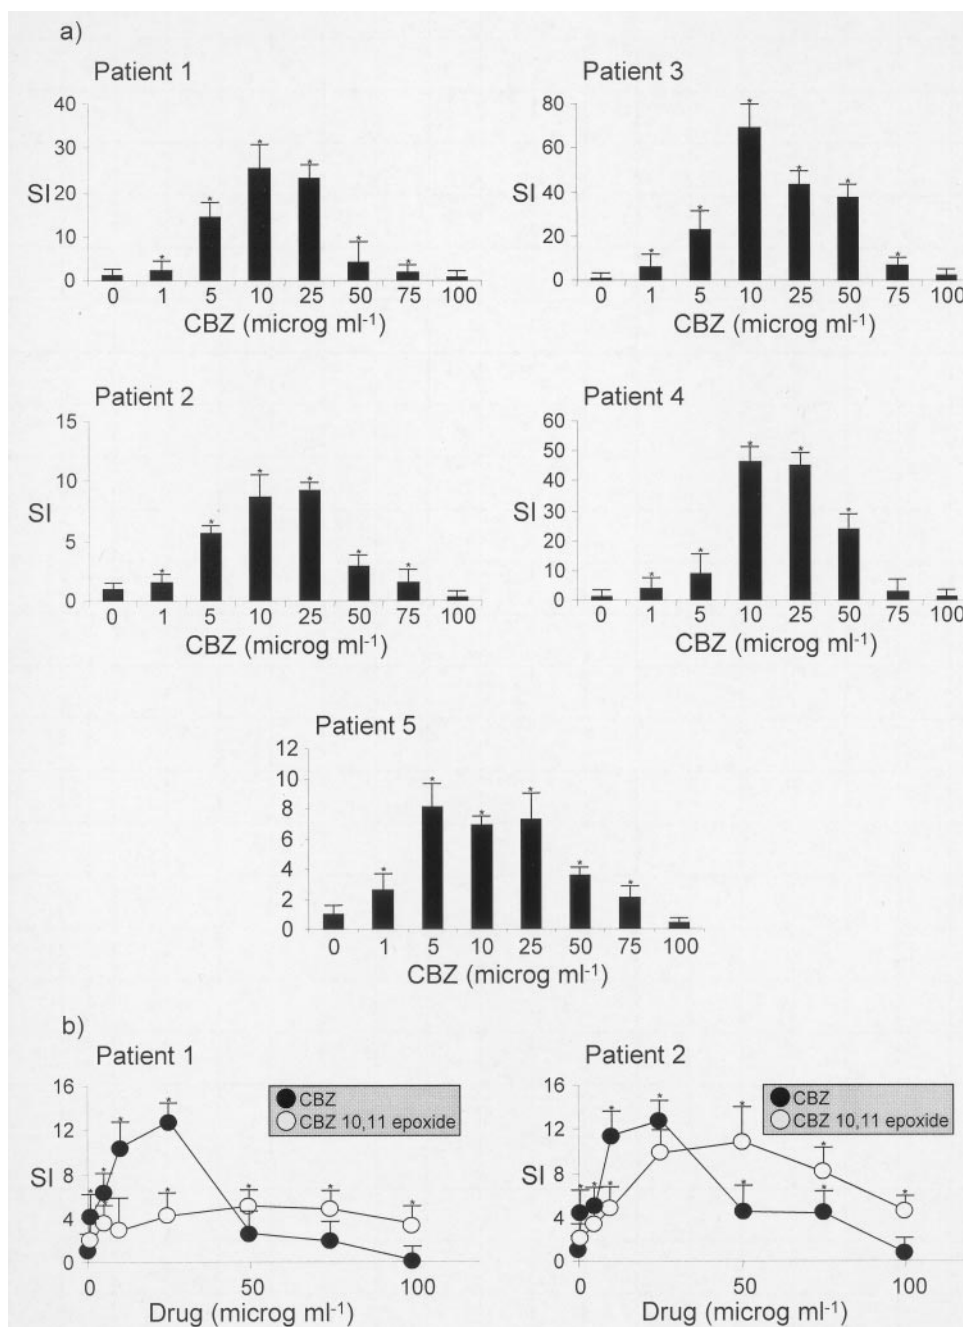 a)
Patient 1
40
30
SI
20
10
0
0 1 5 10 25 50 75 100
CBZ (microg ml-1)
Patient 3
80
60
SI
40
20
0
0 1 5 10 25 50 75 100
CBZ (microg ml-1)
Patient 2
15
10
SI
5
0
0 1 5 10 25 50 75 100
CBZ (microg ml-1)
Patient 4
60
50
40
SI
30
20
10
0
0 1 5 10 25 50 75 100
CBZ (microg ml-1)
Patient 5
12
10
8
SI
6
4
2
0
0 1 5 10 25 50 75 100
CBZ (microg ml-1)
b)
Patient 1
16
12
SI
8
4
0
CBZ
CBZ 10,11 epoxide
0 50 100
Drug (microg ml-1)
Patient 2
16
12
SI
8
4
0
CBZ
CBZ 10,11 epoxide
0 50 100
Drug (microg ml-1)